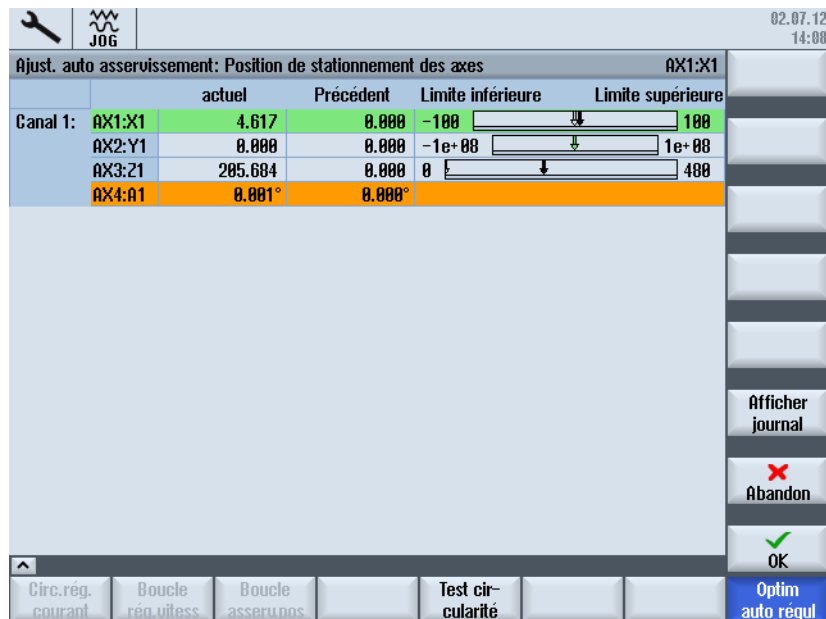 JOG
02.07.12
14:08
Ajust. auto asservissement: Position de stationnement des axes AX1:X1
actuel Précédent Limite inférieure Limite supérieure
Canal 1: AX1:X1 4.617 0.000 -100 100
AX2:Y1 0.000 0.000 -1e+08 1e+08
AX3:Z1 205.684 0.000 0 480
AX4:A1 0.001° 0.000°
Afficher
journal
Abandon
OK
Circ.rég.
courant
Boucle
rég.vitess
Boucle
asserv.pos
Test cir-
cularité
Optim
auto régul